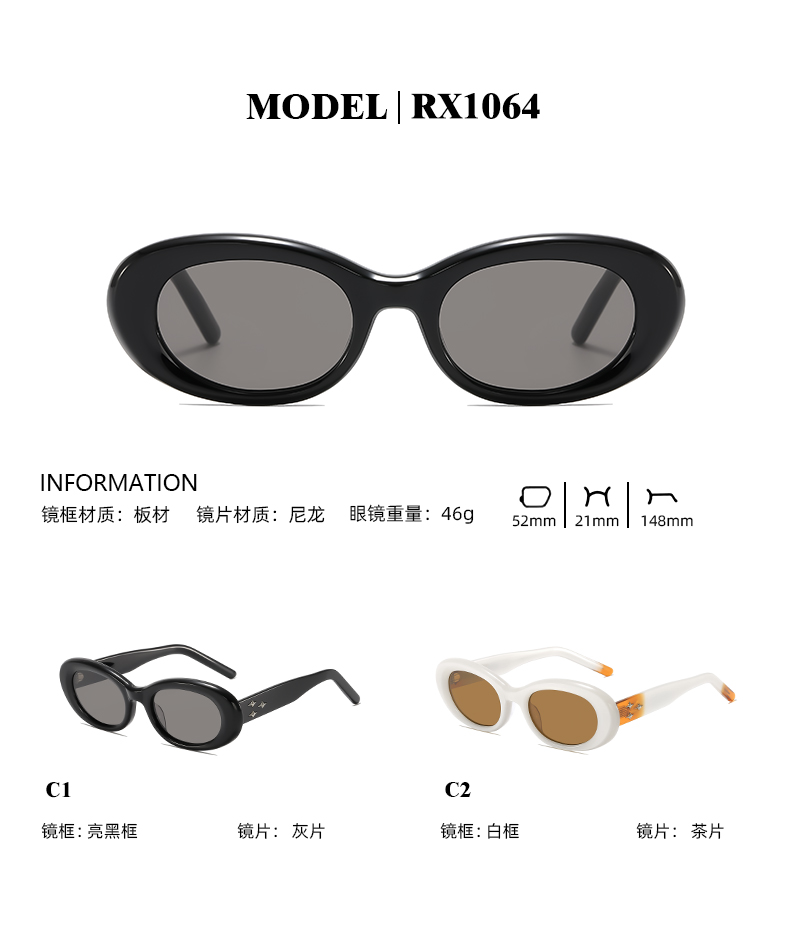 MODEL | RX1064
INFORMATION
镜框材质：板材 镜片材质：尼龙 眼镜重量：46g
52mm 21mm 148mm
C1
镜框：亮黑框 镜片： 灰片
C2
镜框：白框 镜片： 茶片